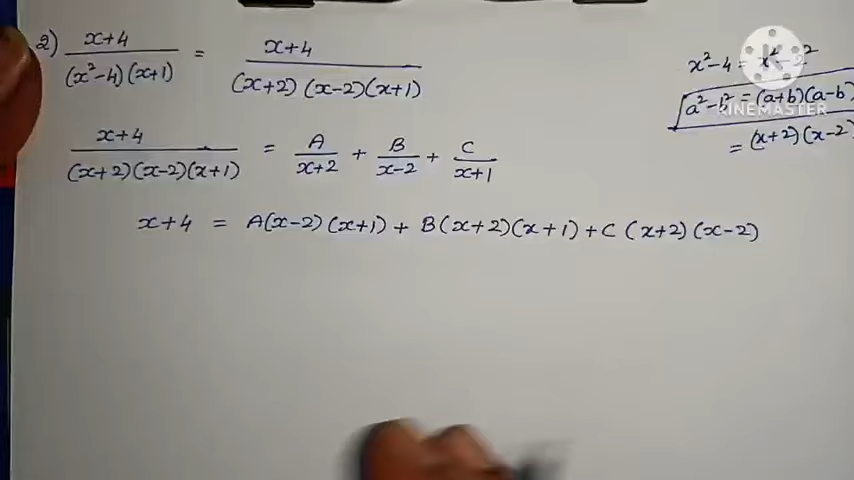 2) x+4/(x²-4)(x+1) = x+4/(x+2)(x-2)(x+1)
x+4/(x+2)(x-2)(x+1) = A/x+2 + B/x-2 + C/x+1
x+4 = A(x-2)(x+1) + B(x+2)(x+1) + C(x+2)(x-2)
x²-4 = x²-2²
a²-b² = (a+b)(a-b)
= (x+2)(x-2)
KINEMASTER